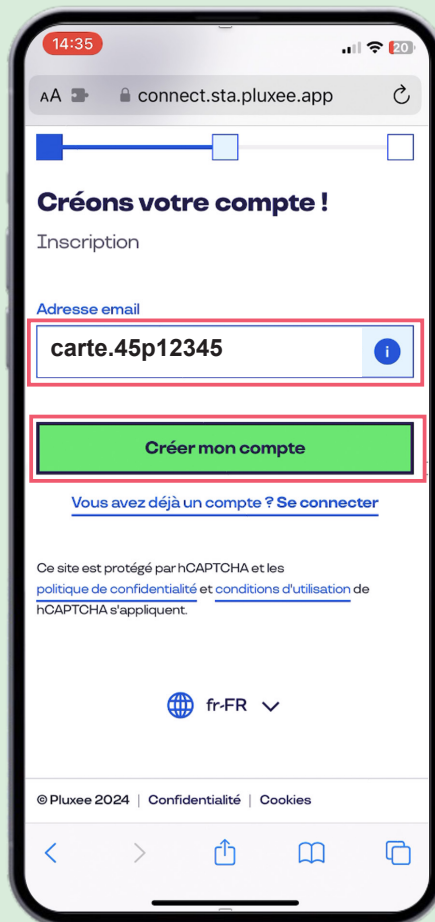 14:35
20
AA connect.sta.pluxee.app
Créons votre compte !
Inscription
Adresse email
carte.45p12345
i
Créer mon compte
Vous avez déjà un compte ? Se connecter
Ce site est protégé par hCAPTCHA et les
politique de confidentialité et conditions d'utilisation de
hCAPTCHA s'appliquent.
fr-FR
© Pluxee 2024 | Confidentialité | Cookies